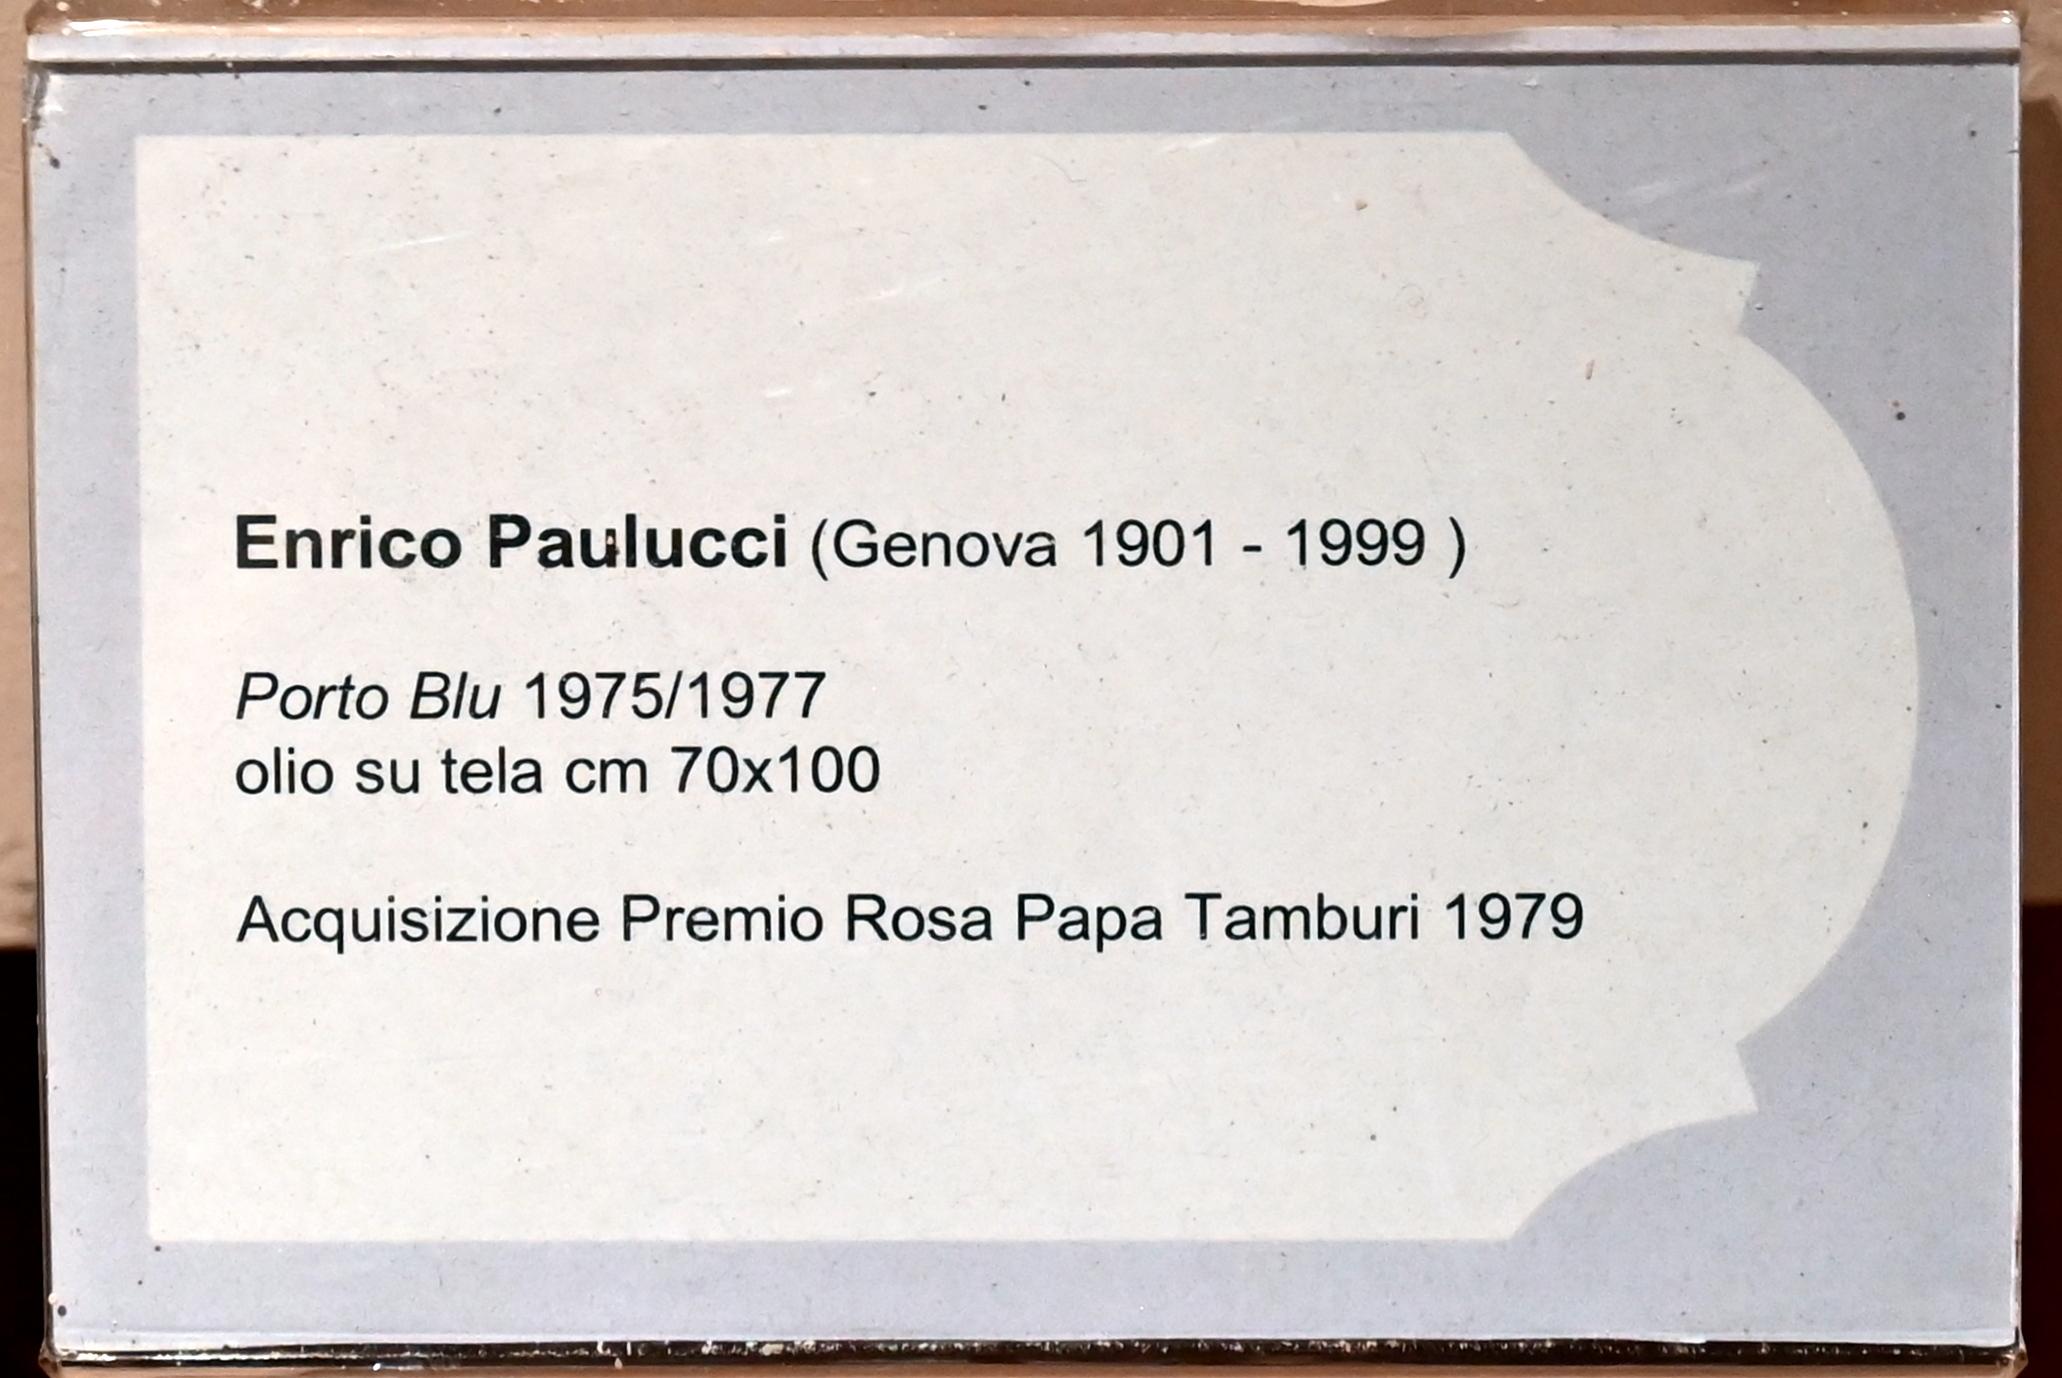 Enrico Paulucci (Genova 1901 - 1999 )
Porto Blu 1975/1977
olio su tela cm 70x100
Acquisizione Premio Rosa Papa Tamburi 1979